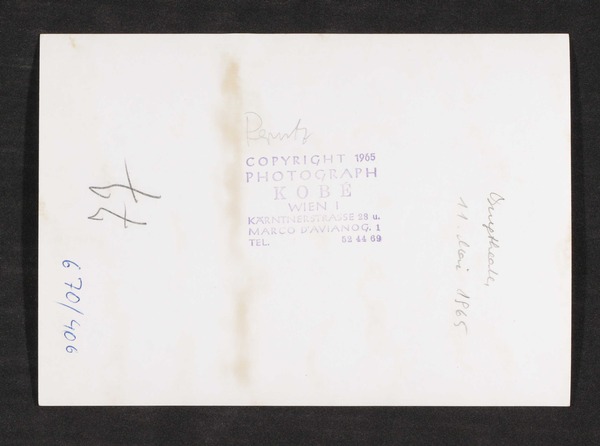 COPYRIGHT 1965
PHOTOGRAPH
KOBÉ
WIEN I
KÄRNTNERSTRASSE 28 u.
MARCO D'AVIANOG. 1
TEL. 52 44 69
Burgtheater,
11. Mai 1965
670/406